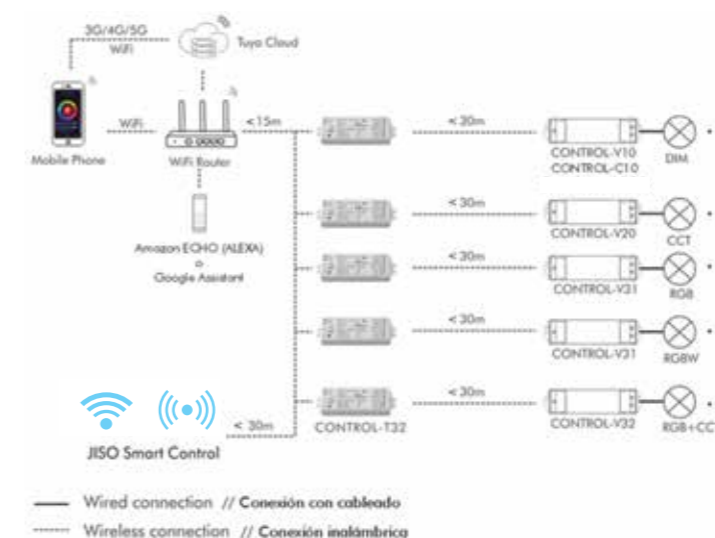 3G/4G/5G
WiFi
Tuya Cloud
WiFi
<15m
Mobile Phone
WiFi Router
Amazon ECHO (ALEXA)
o
Google Assistant
<30m
CONTROL-V10
CONTROL-C10
DIM
<30m
CONTROL-V20
CCT
<30m
CONTROL-V31
RGB
<30m
CONTROL-V31
RGBW
<30m
CONTROL-T32
CONTROL-V32
RGB+CC
< 30m
JISO Smart Control
Wired connection // Conexión con cableado
Wireless connection // Conexión inalámbrica